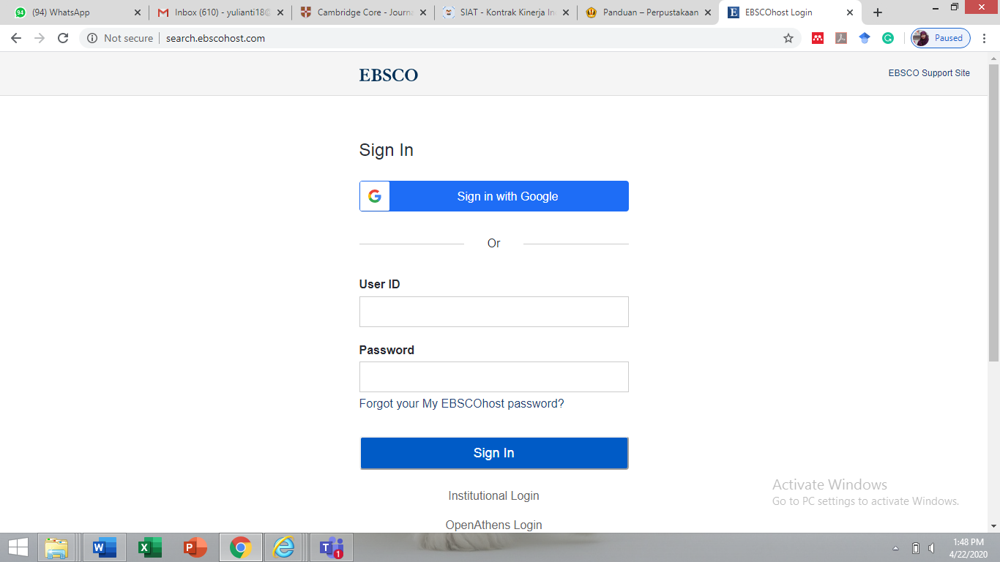 94 (94) WhatsApp
Inbox (610) - yulianti18@
Cambridge Core - Journa
SIAT - Kontrak Kinerja In
Panduan – Perpustakaan
E EBSCOhost Login
Not secure search.ebscohost.com Paused
EBSCO
EBSCO Support Site
Sign In
G Sign in with Google
Or
User ID
Password
Forgot your My EBSCOhost password?
Sign In
Institutional Login
OpenAthens Login
Activate Windows
Go to PC settings to activate Windows.
1:48 PM
4/22/2020